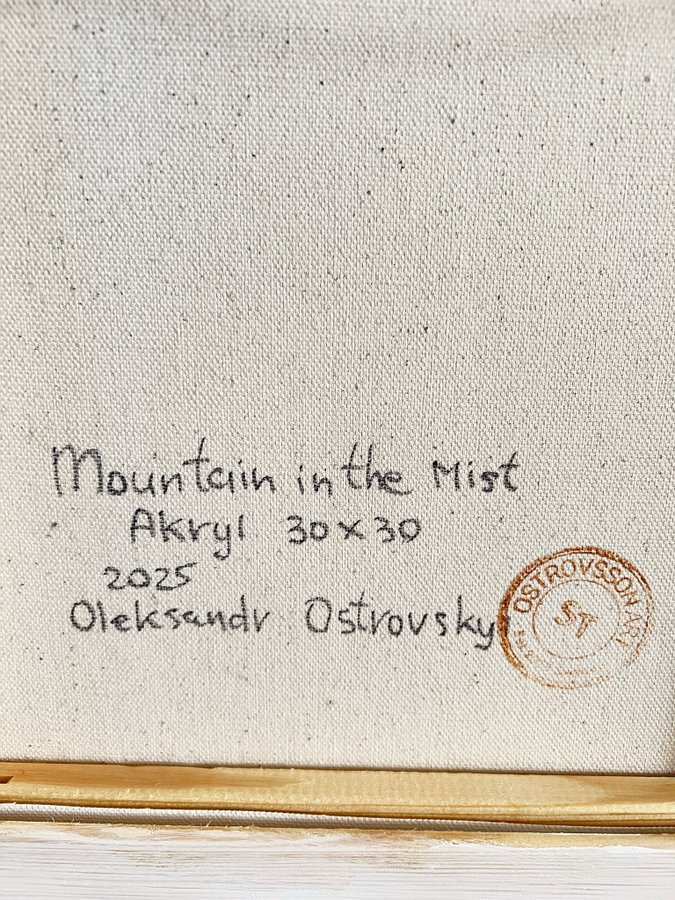 Mountain in the Mist
Akryl 30x30
2025
Oleksandr Ostrovsky
OSTROVSSON ART
ST